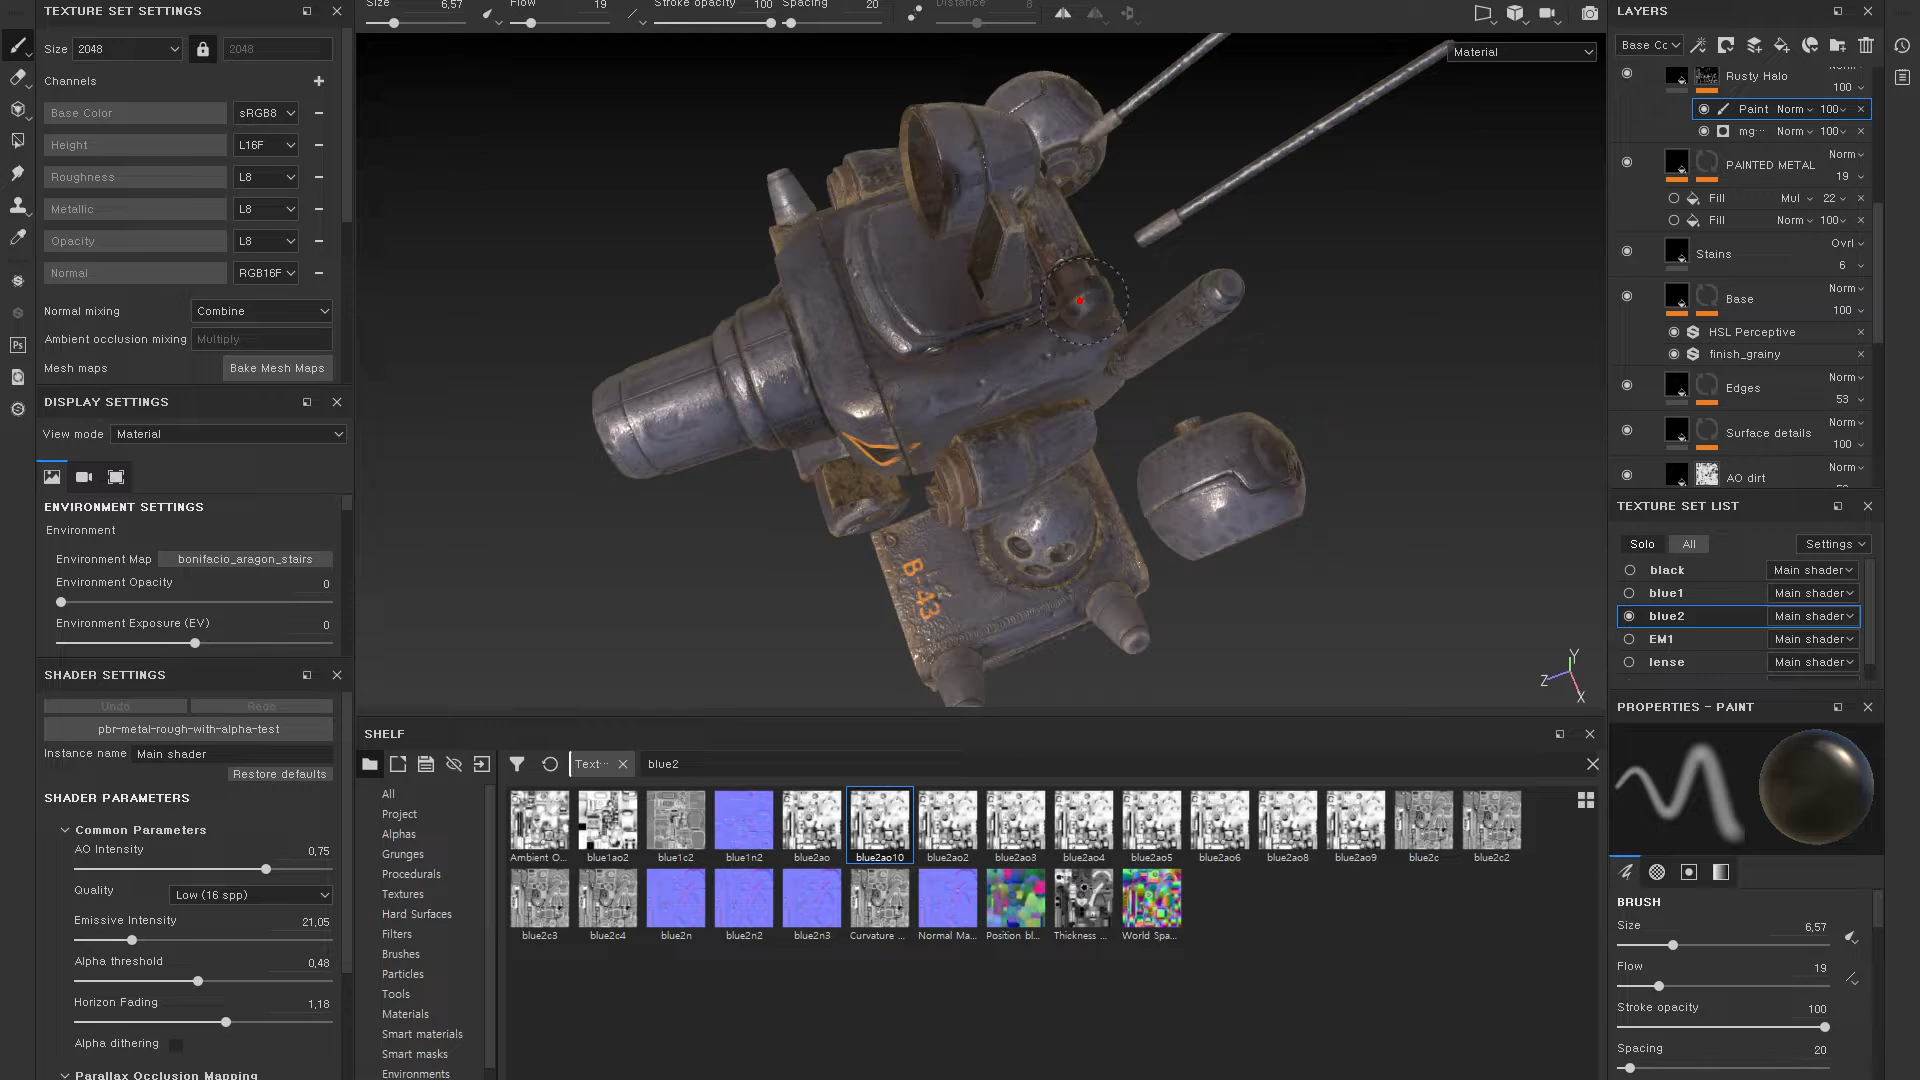 TEXTURE SET SETTINGS
Size 2048 2048
Channels
Base Color sRGB8
Height L16F
Roughness L8
Metallic L8
Opacity L8
Normal RGB16F
Normal mixing Combine
Ambient occlusion mixing Multiply
Mesh maps Bake Mesh Maps
DISPLAY SETTINGS
View mode Material
ENVIRONMENT SETTINGS
Environment
Environment Map bonifacio_aragon_stairs
Environment Opacity 0
Environment Exposure (EV) 0
SHADER SETTINGS
Undo Redo
pbr-metal-rough-with-alpha-test
Instance name Main shader
Restore defaults
SHADER PARAMETERS
Common Parameters
AO Intensity 0,75
Quality Low (16 spp)
Emissive Intensity 21,05
Alpha threshold 0,48
Horizon Fading 1,18
Alpha dithering
Parallax Occlusion Mapping
Size 6,57 Flow 19 Stroke opacity 100 Spacing 20 Distance 8
Material
B-43
Y
Z
X
SHELF
Text··· blue2
All
Project
Alphas
Grunges
Procedurals
Textures
Hard Surfaces
Filters
Brushes
Particles
Tools
Materials
Smart materials
Smart masks
Environments
Ambient O... blue1ao2 blue1c2 blue1n2 blue2ao blue2ao10 blue2ao2 blue2ao3 blue2ao4 blue2ao5 blue2ao6 blue2ao8 blue2ao9 blue2c blue2c2
blue2c3 blue2c4 blue2n blue2n2 blue2n3 Curvature ... Normal Ma... Position bl... Thickness ... World Spa...
LAYERS
Base Cc
Rusty Halo
100
Paint Norm 100
mg··· Norm 100
Norm
PAINTED METAL
19
Fill Mul 22
Fill Norm 100
Ovrl
Stains
6
Norm
Base
100
HSL Perceptive
finish_grainy
Norm
Edges
53
Norm
Surface details
100
Norm
AO dirt
TEXTURE SET LIST
Solo All Settings
black Main shader
blue1 Main shader
blue2 Main shader
EM1 Main shader
lense Main shader
PROPERTIES - PAINT
BRUSH
Size 6,57
Flow 19
Stroke opacity 100
Spacing 20
Ps